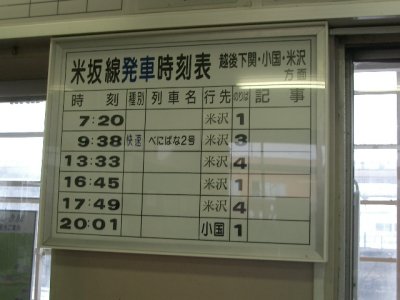 米坂線発車時刻表 越後下関・小国・米沢
方面
時刻 種別 列車名 行先 のりば 記事
7:20 米沢 1
9:38 快速 べにばな2号 米沢 3
13:33 米沢 4
16:45 米沢 1
17:49 米沢 4
20:01 小国 1